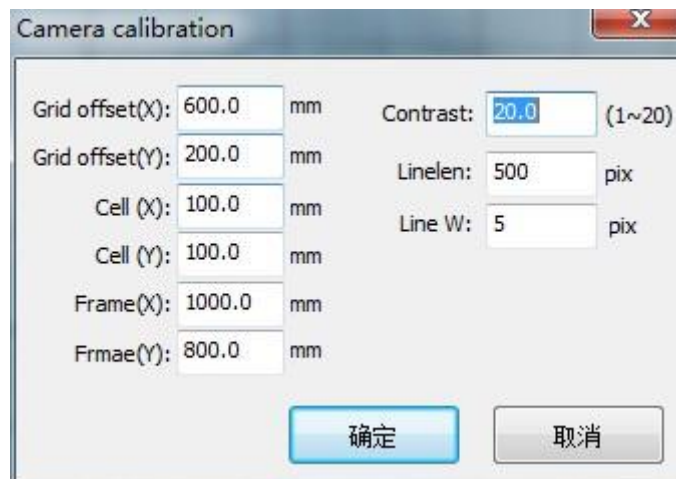 Camera calibration
Grid offset(X): 600.0 mm
Contrast: 20.0 (1~20)
Grid offset(Y): 200.0 mm
Linelen: 500 pix
Cell (X): 100.0 mm
Line W: 5 pix
Cell (Y): 100.0 mm
Frame(X): 1000.0 mm
Frmae(Y): 800.0 mm
确定 取消